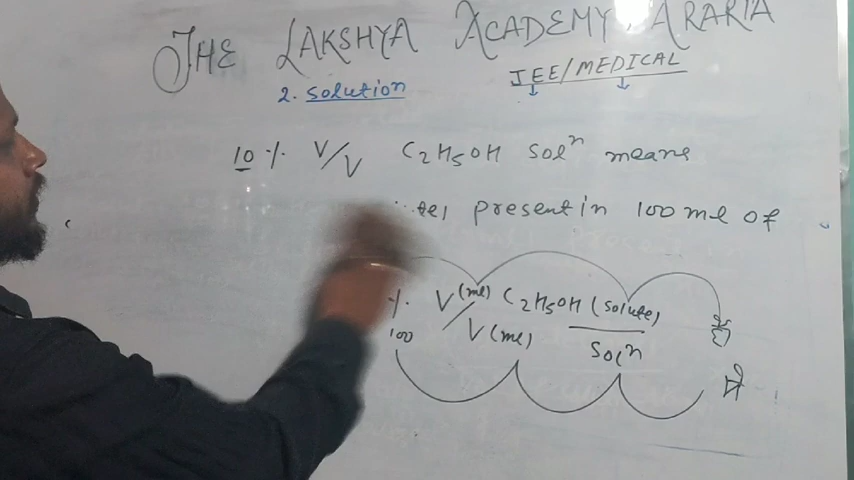 THE LAKSHYA ACADEMY, ARARIA
2. Solution
JEE/MEDICAL
10 % V/V C2H5OH Solⁿ means
present in 100 ml of
% V(ml) C2H5OH (solute)
100 / V(ml) Solⁿ
में